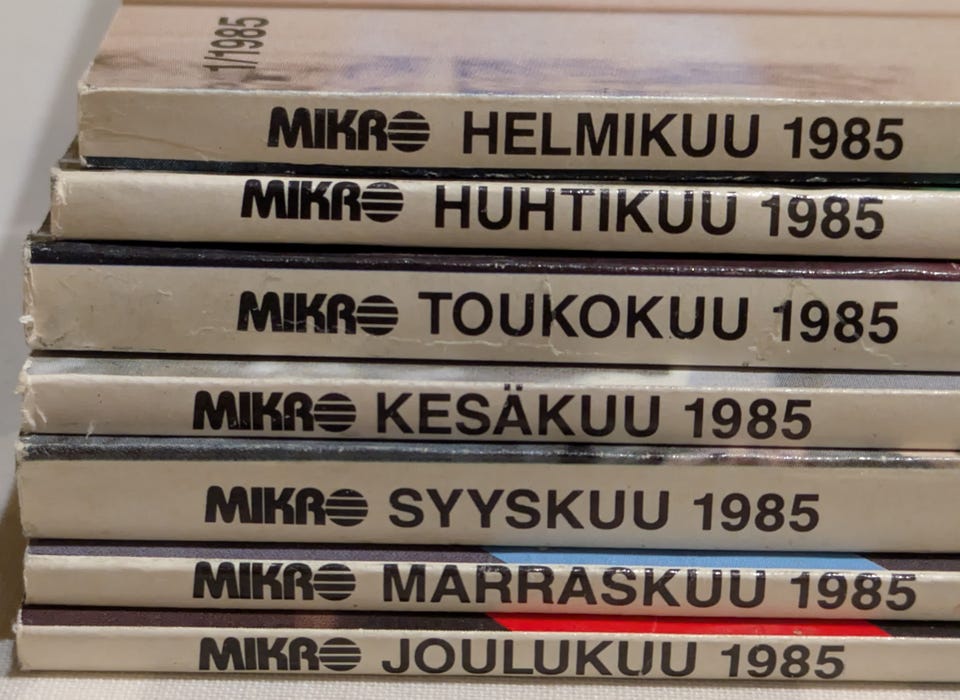 1/1985
MIKRO HELMIKUU 1985
MIKRO HUHTIKUU 1985
MIKRO TOUKOKUU 1985
MIKRO KESÄKUU 1985
MIKRO SYYSKUU 1985
MIKRO MARRASKUU 1985
MIKRO JOULUKUU 1985